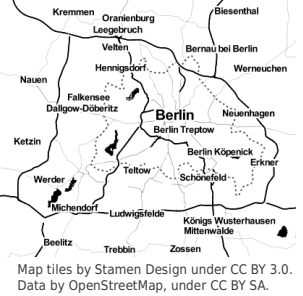 Kremmen
Biesenthal
Oranienburg
Leegebruch
Velten
Bernau bei Berlin
Hennigsdorf
Werneuchen
Nauen
Falkensee
Dallgow-Döberitz
Berlin
Neuenhagen
Berlin Treptow
Ketzin
Berlin Köpenick
Erkner
Teltow
Werder
Schönefeld
Michendorf
Ludwigsfelde
Königs Wusterhausen
Mittenwalde
Beelitz
Trebbin
Zossen
Map tiles by Stamen Design under CC BY 3.0.
Data by OpenStreetMap, under CC BY SA.